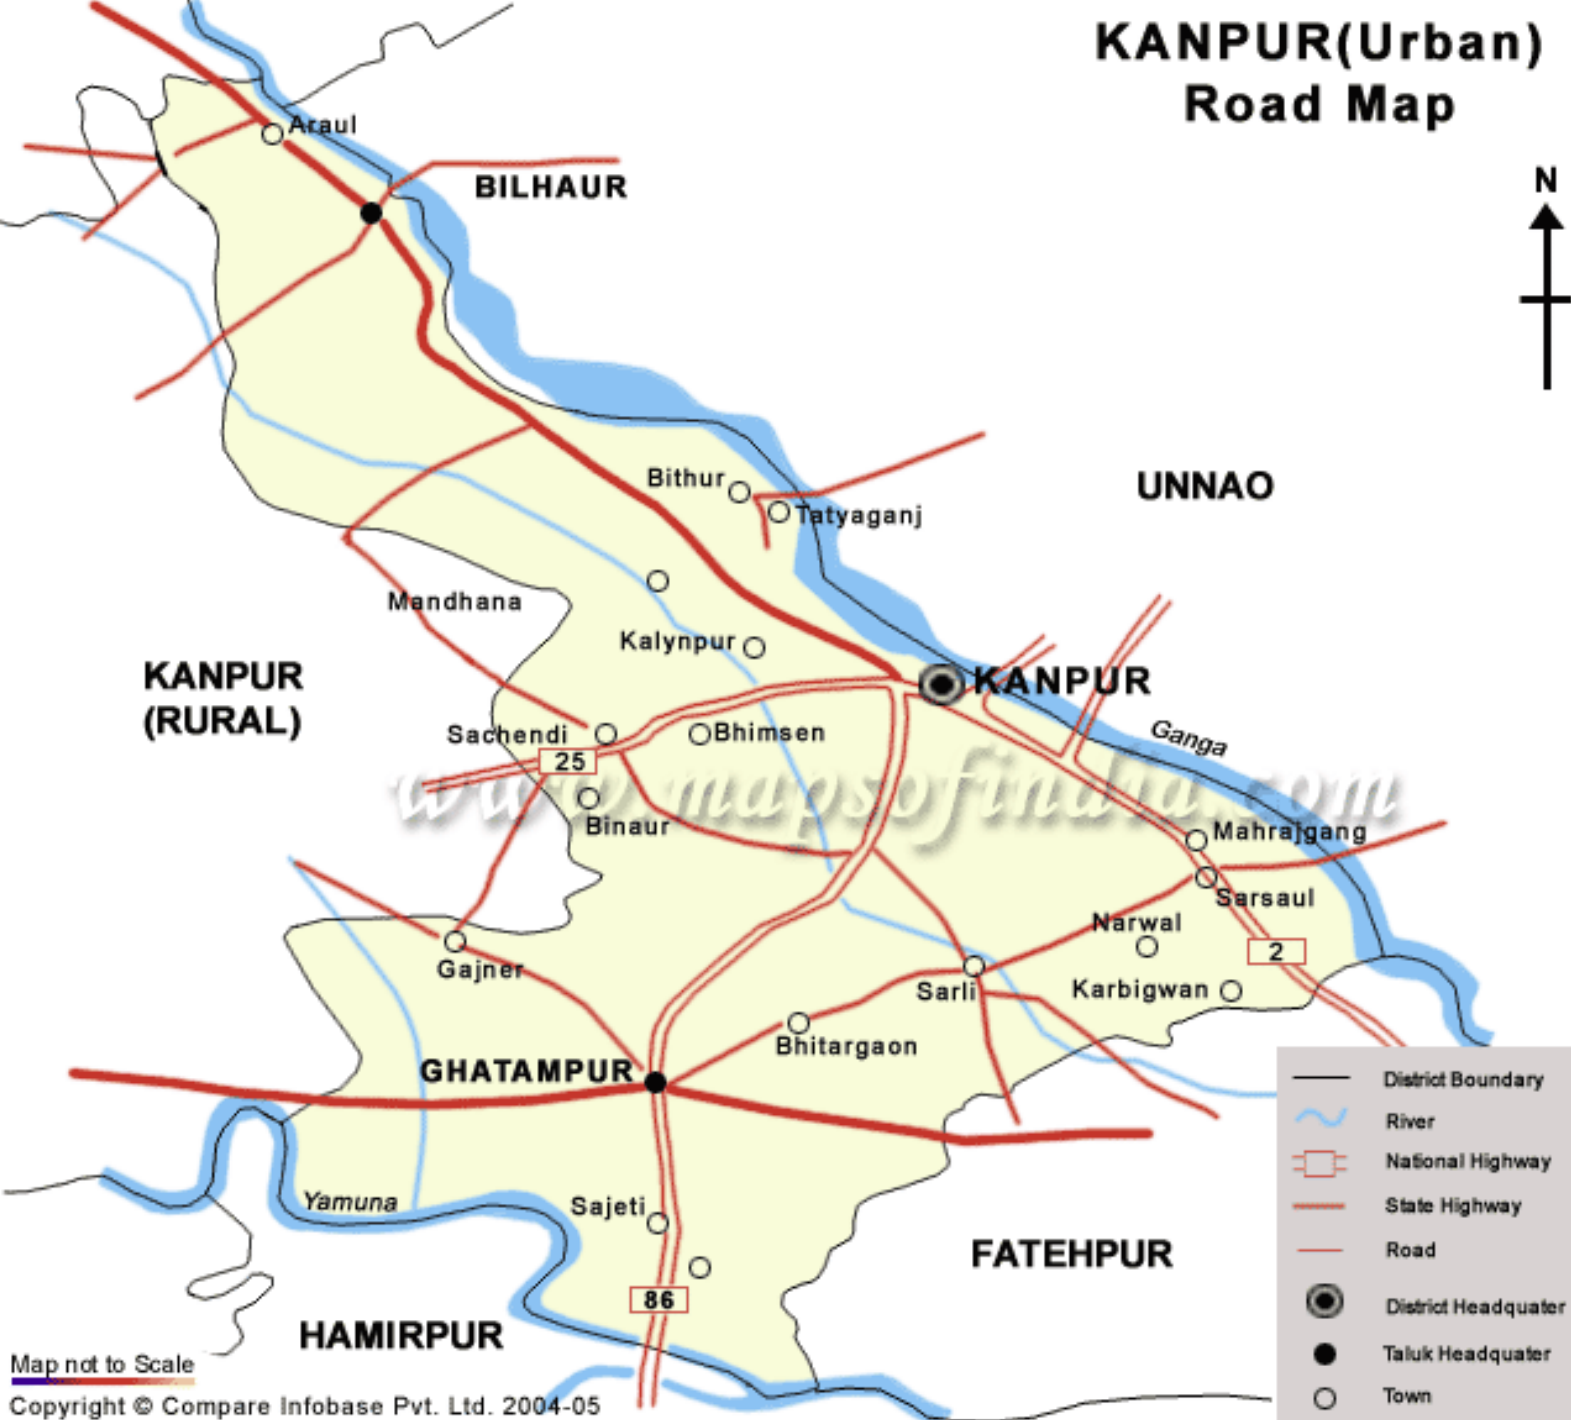 KANPUR(Urban)
Road Map
N
Araul
BILHAUR
UNNAO
Bithur
Tatyaganj
Mandhana
Kalynpur
KANPUR
(RURAL)
KANPUR
Ganga
Sachendi
Bhimsen
25
www.mapsofindia.com
Binaur
Mahrajgang
Sarsaul
Narwal
2
Gajner
Sarli
Karbigwan
Bhitargaon
GHATAMPUR
Yamuna
Sajeti
86
FATEHPUR
HAMIRPUR
District Boundary
River
National Highway
State Highway
Road
District Headquater
Taluk Headquater
Town
Map not to Scale
Copyright © Compare Infobase Pvt. Ltd. 2004-05